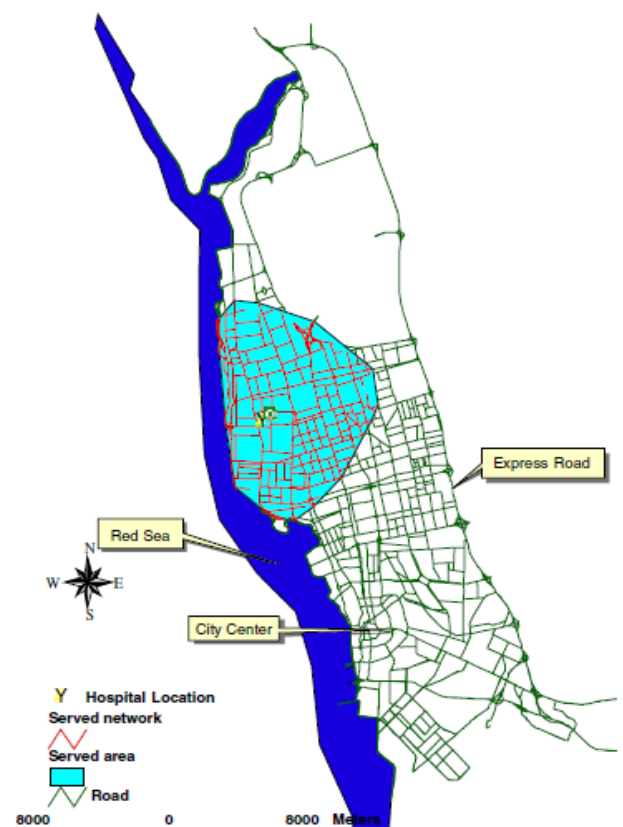 Express Road
Red Sea
N
W E
S
City Center
Y Hospital Location
Served network
Served area
Road
8000 0 8000 Meters